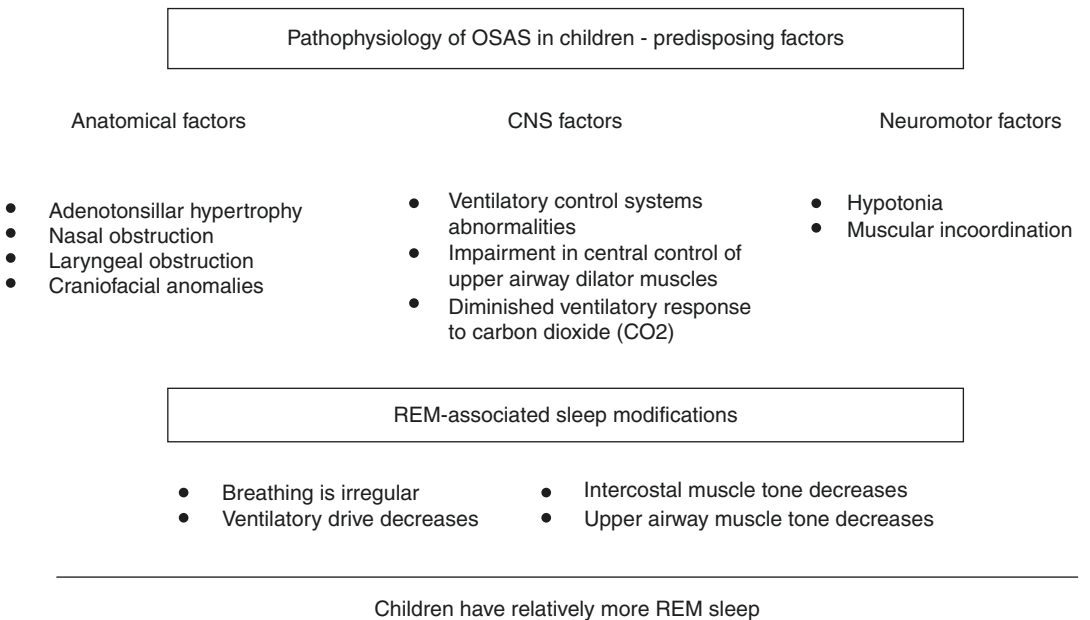 Pathophysiology of OSAS in children - predisposing factors
Anatomical factors
● Adenotonsillar hypertrophy
● Nasal obstruction
● Laryngeal obstruction
● Craniofacial anomalies
CNS factors
● Ventilatory control systems
abnormalities
● Impairment in central control of
upper airway dilator muscles
● Diminished ventilatory response
to carbon dioxide (CO2)
Neuromotor factors
● Hypotonia
● Muscular incoordination
REM-associated sleep modifications
● Breathing is irregular
● Ventilatory drive decreases
● Intercostal muscle tone decreases
● Upper airway muscle tone decreases
Children have relatively more REM sleep